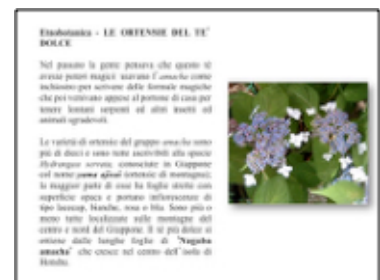 Etnobotanica - LE ORTENSIE DEL TE'
DOLCE
Nel passato la gente pensava che questo tè
avesse poteri magici: usavano l'amacha come
inchiostro per scrivere delle formule magiche
che poi venivano appese al portone di casa per
tenere lontani serpenti ed altri insetti ed
animali sgradevoli.
Le varietà di ortensie del gruppo amacha sono
più di dieci e sono tutte ascrivibili alla specie
Hydrangea serrata, conosciute in Giappone
col nome yama ajisai (ortensie di montagna);
la maggior parte di esse ha foglie strette con
superficie opaca e portano infiorescenze di
tipo lacecap, bianche, rosa o blu. Sono più o
meno tutte localizzate sulle montagne del
centro e nord del Giappone. Il tè più dolce si
ottiene dalle lunghe foglie di "Nagaba
amacha" che cresce nel centro dell'isola di
Honshu.